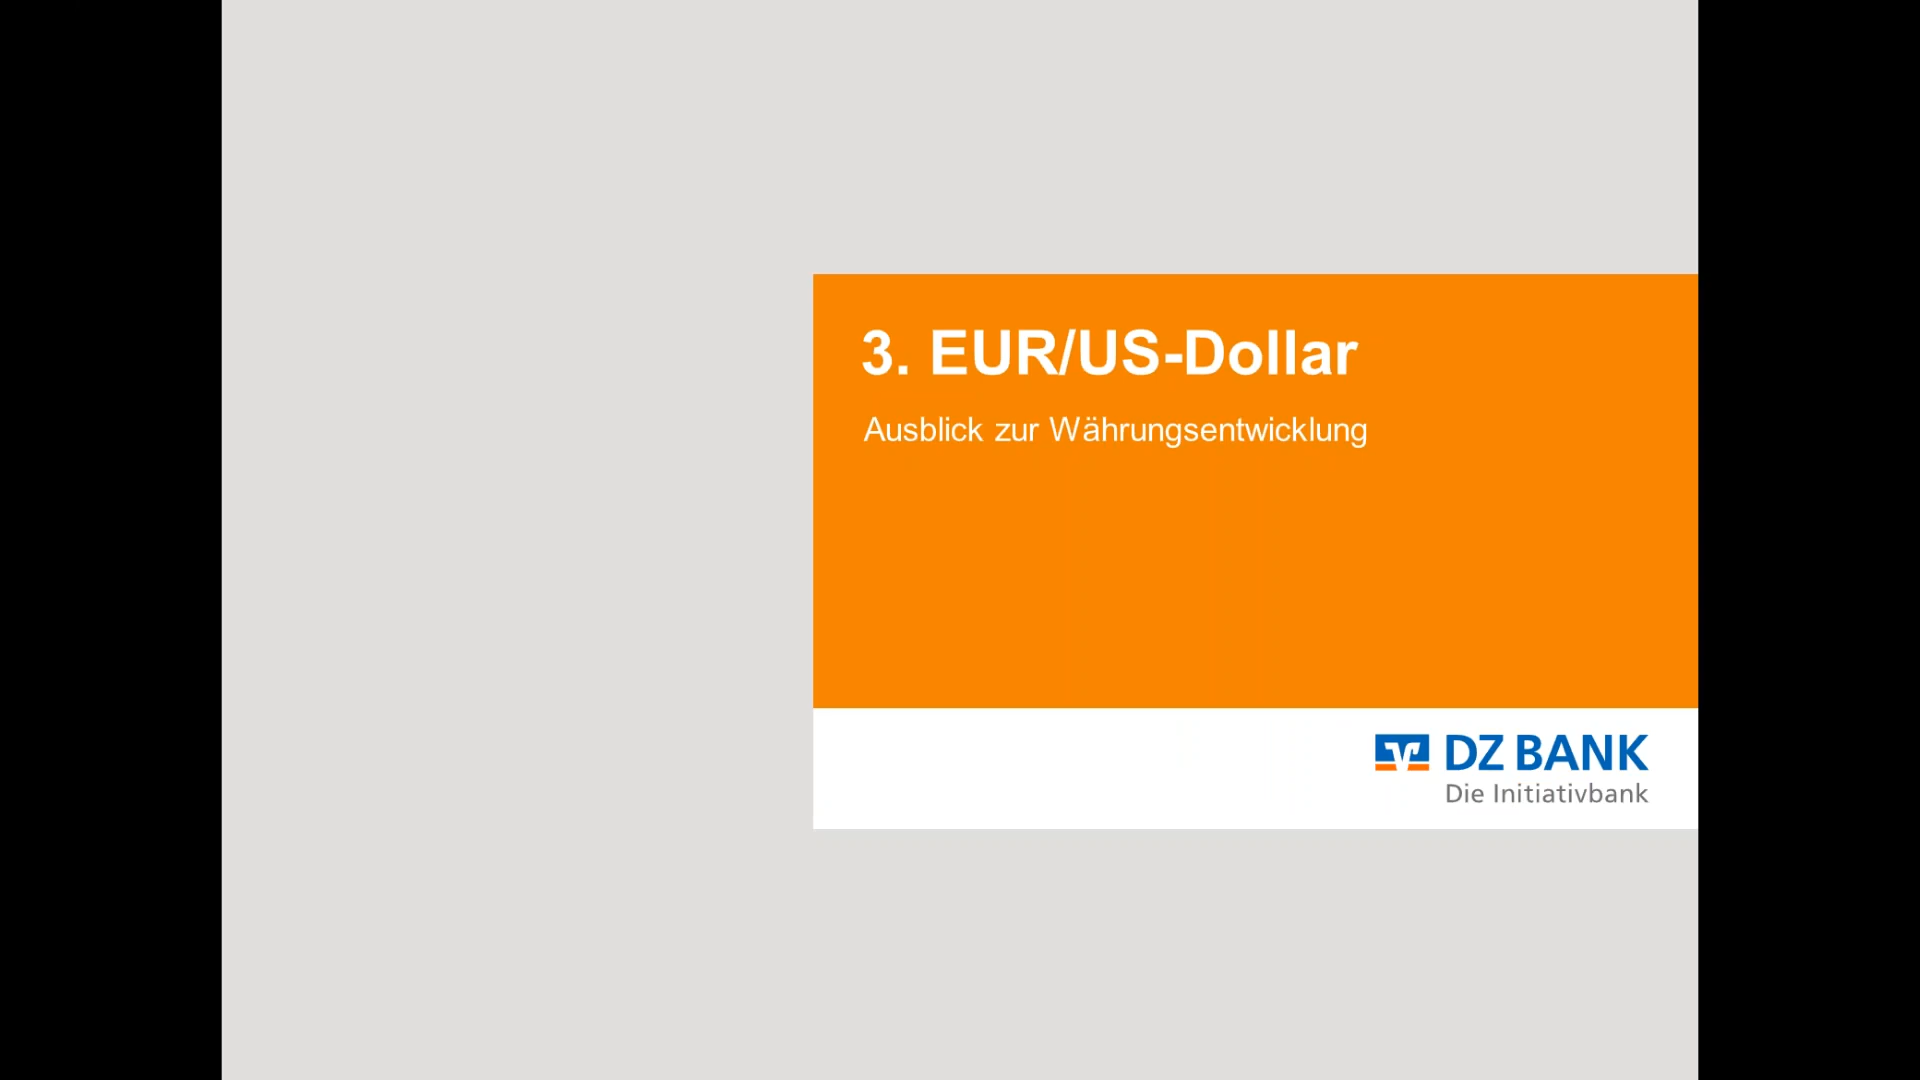 3. EUR/US-Dollar
Ausblick zur Währungsentwicklung
DZ BANK
Die Initiativbank